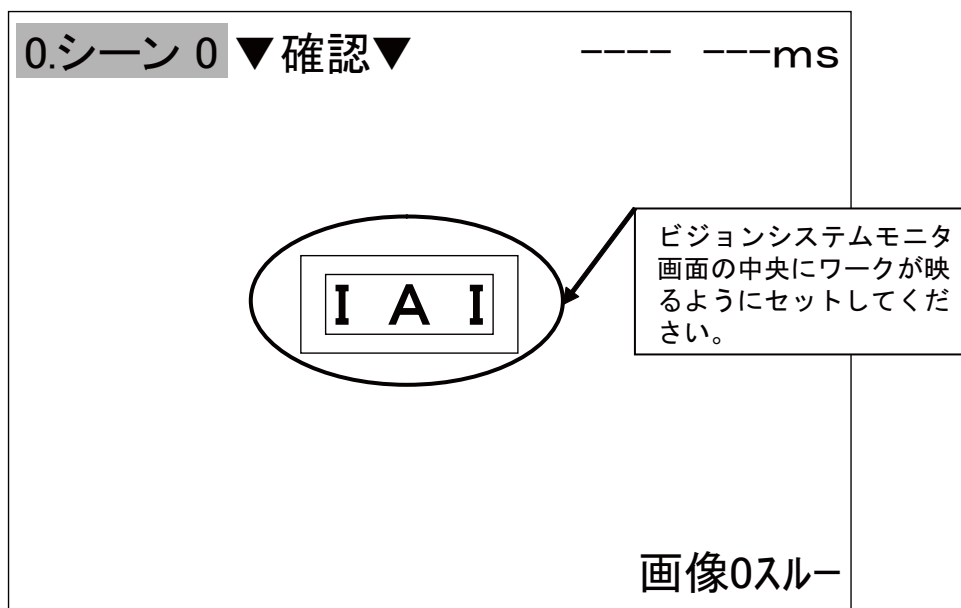 0.シーン 0 ▼確認▼ ---- ---ms
I A I
ビジョンシステムモニタ
画面の中央にワークが映
るようにセットしてくだ
さい。
画像0スルー